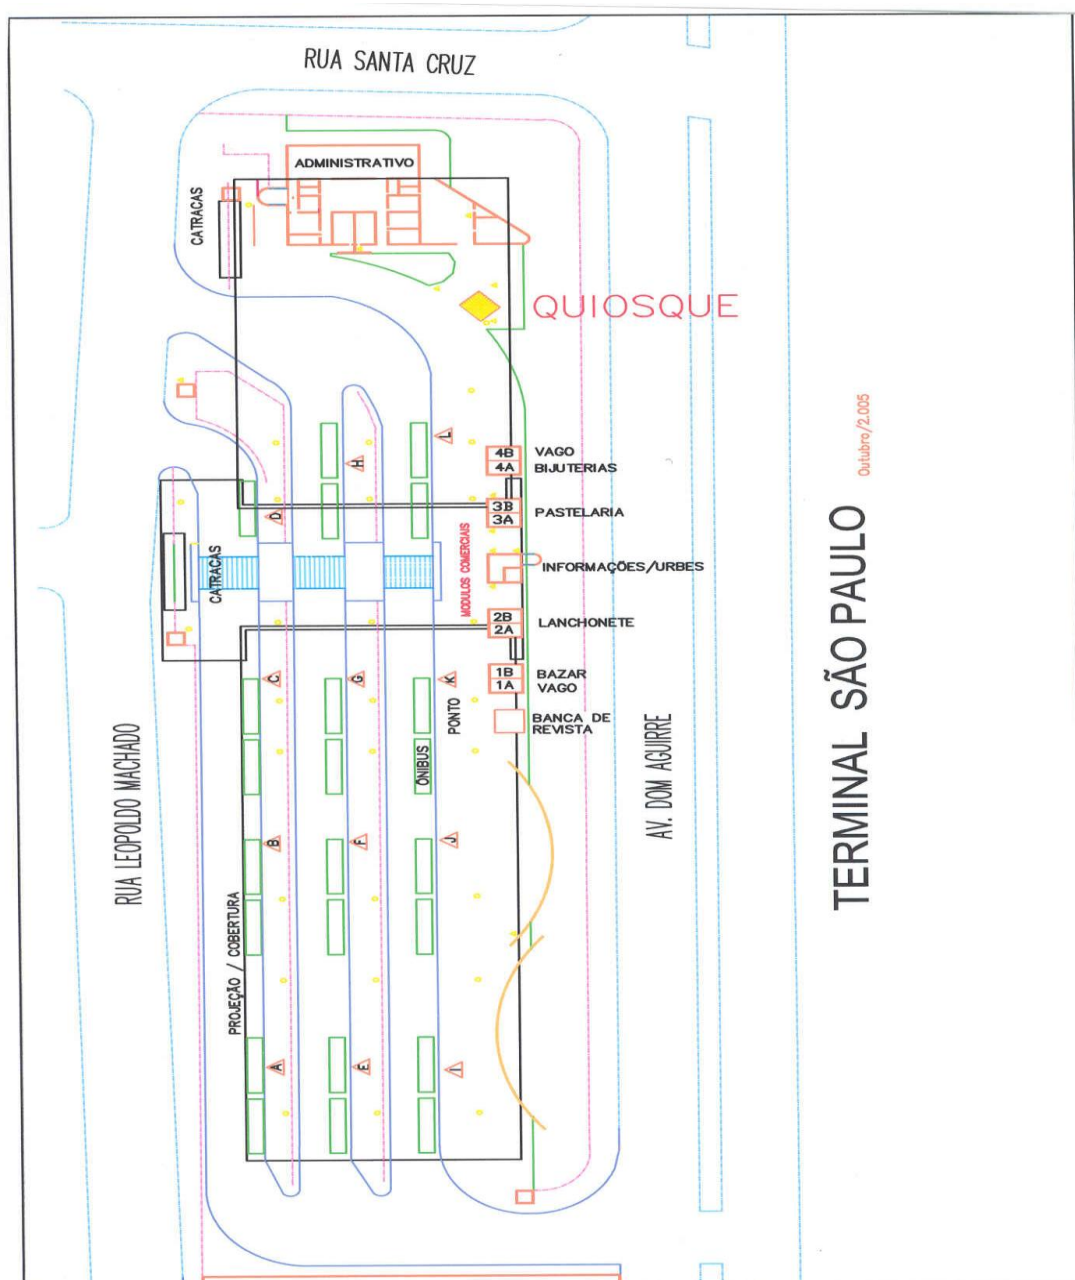 RUA SANTA CRUZ
ADMINISTRATIVO
CATRACAS
QUIOSQUE
L
H
D
4B
VAGO
4A
BIJUTERIAS
3B
3A
PASTELARIA
CATRACAS
MODULOS COMERCIAIS
INFORMAÇÕES/URBES
2B
2A
LANCHONETE
1B
BAZAR
1A
VAGO
C
G
K
PONTO
BANCA DE
REVISTA
ÔNIBUS
B
F
J
PROJEÇÃO / COBERTURA
A
E
I
RUA LEOPOLDO MACHADO
AV. DOM AGUIRRE
TERMINAL SÃO PAULO
Outubro/2.005